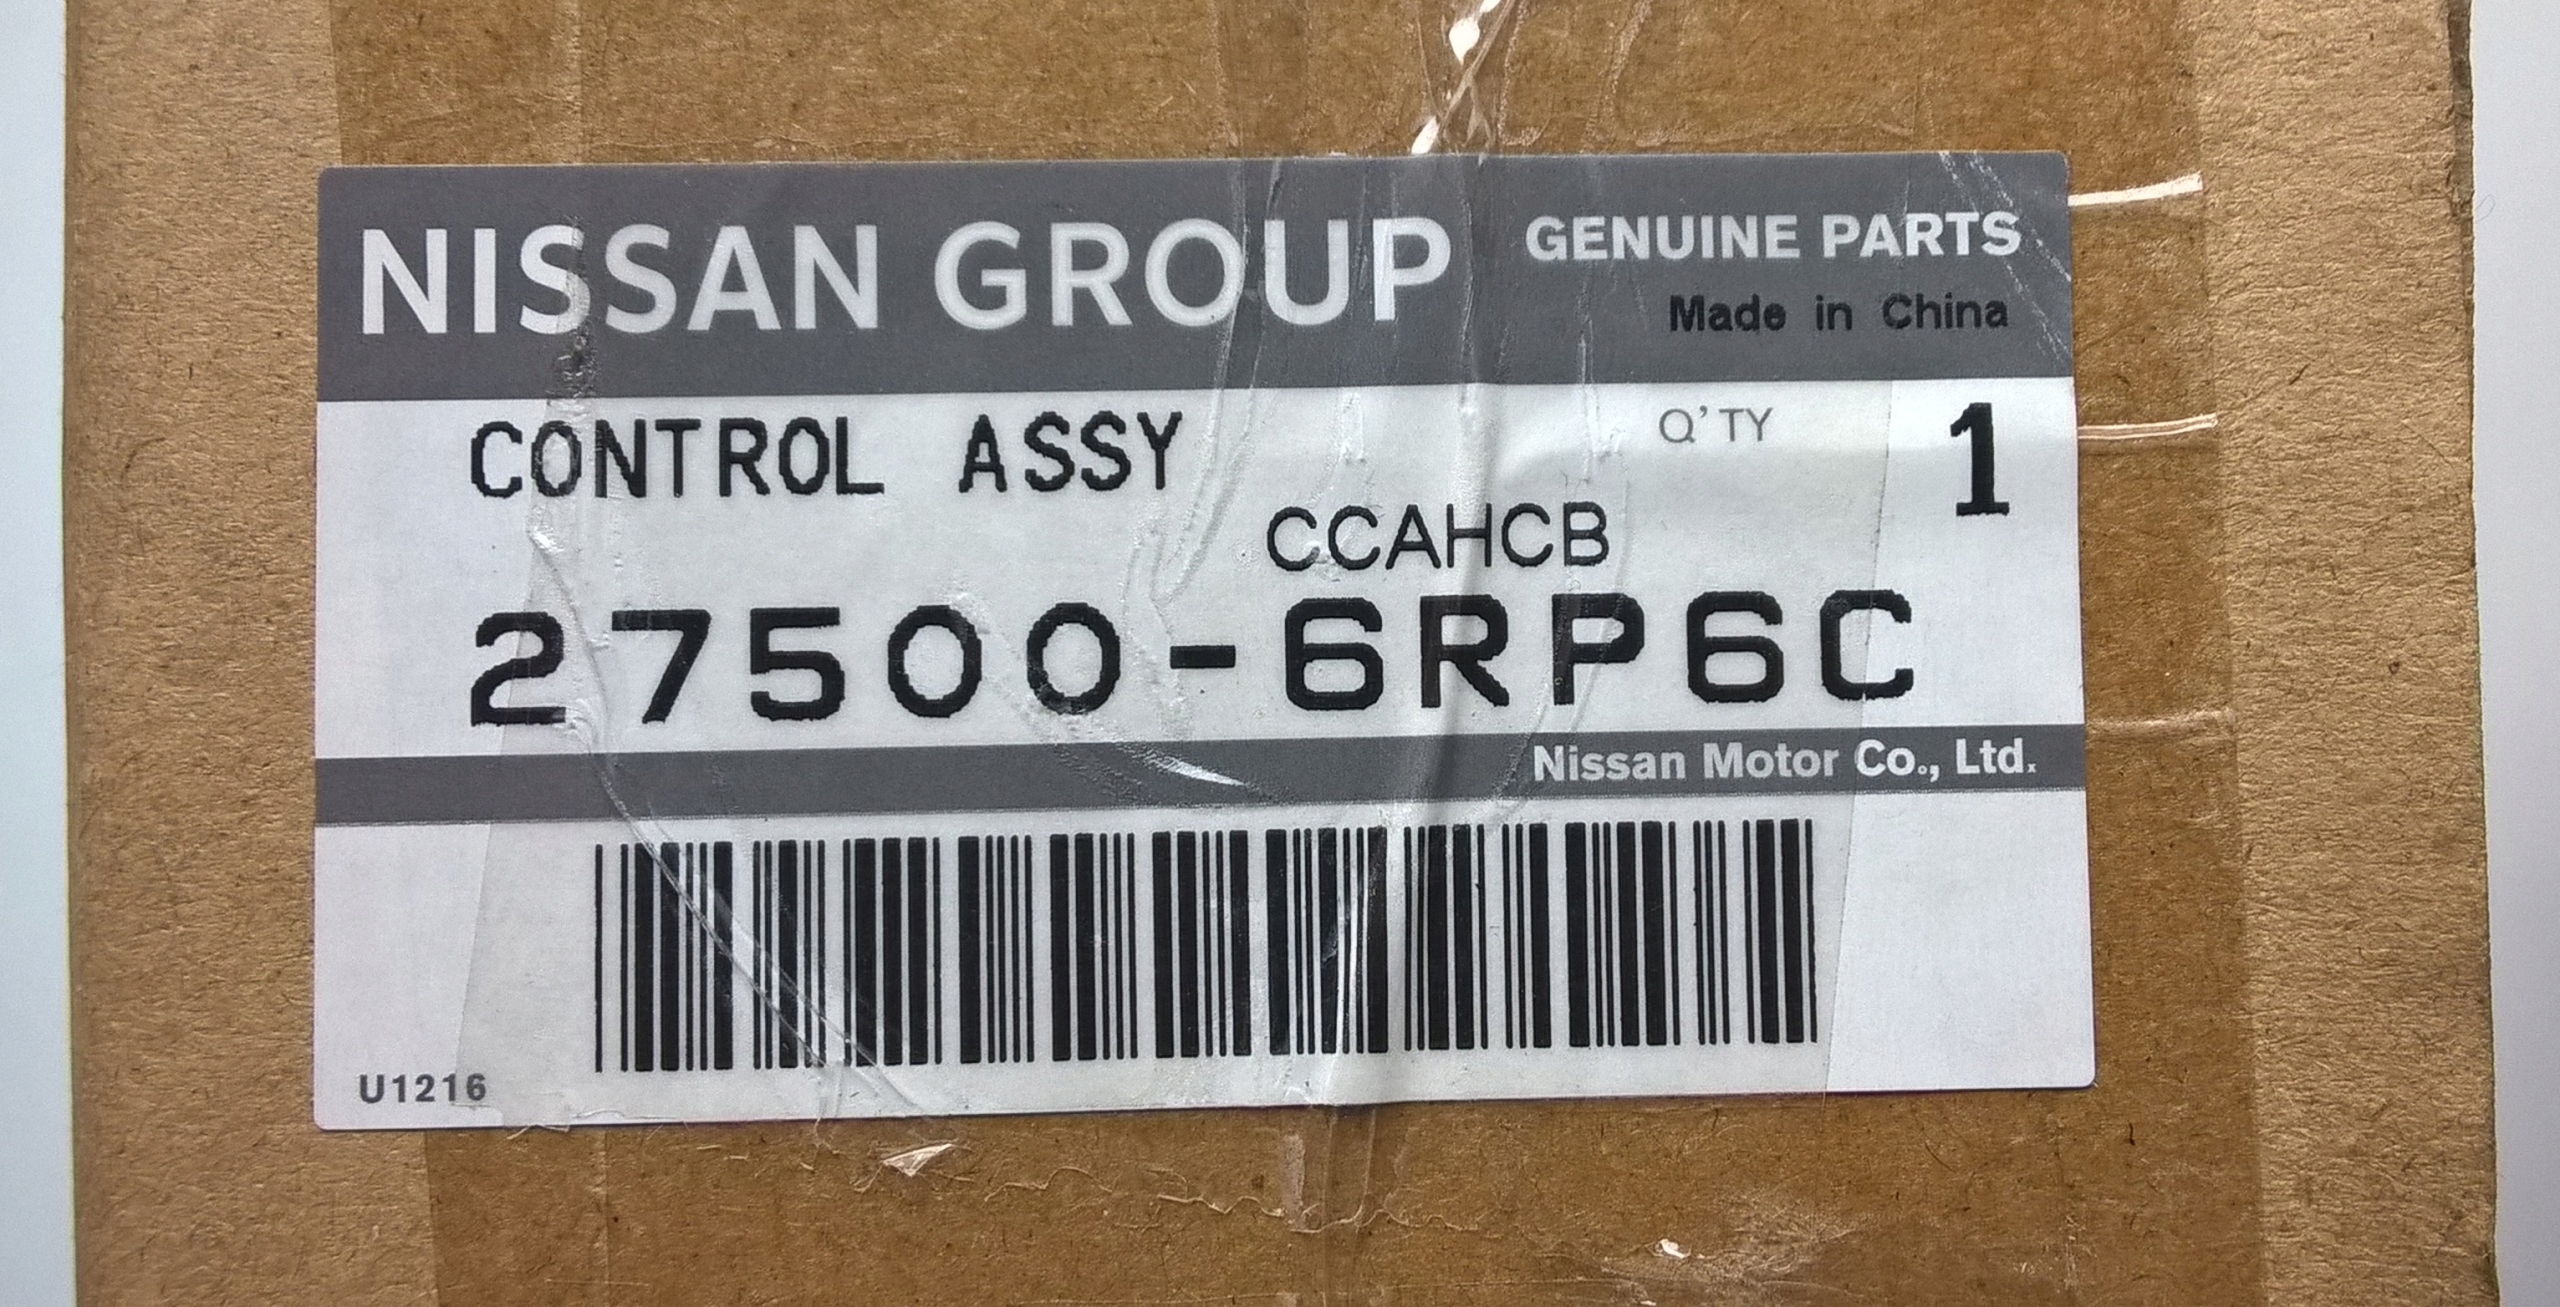 NISSAN GROUP
GENUINE PARTS
Made in China
CONTROL ASSY
Q'TY 1
CCAHCB
27500-6RP6C
Nissan Motor Co., Ltd.
U1216